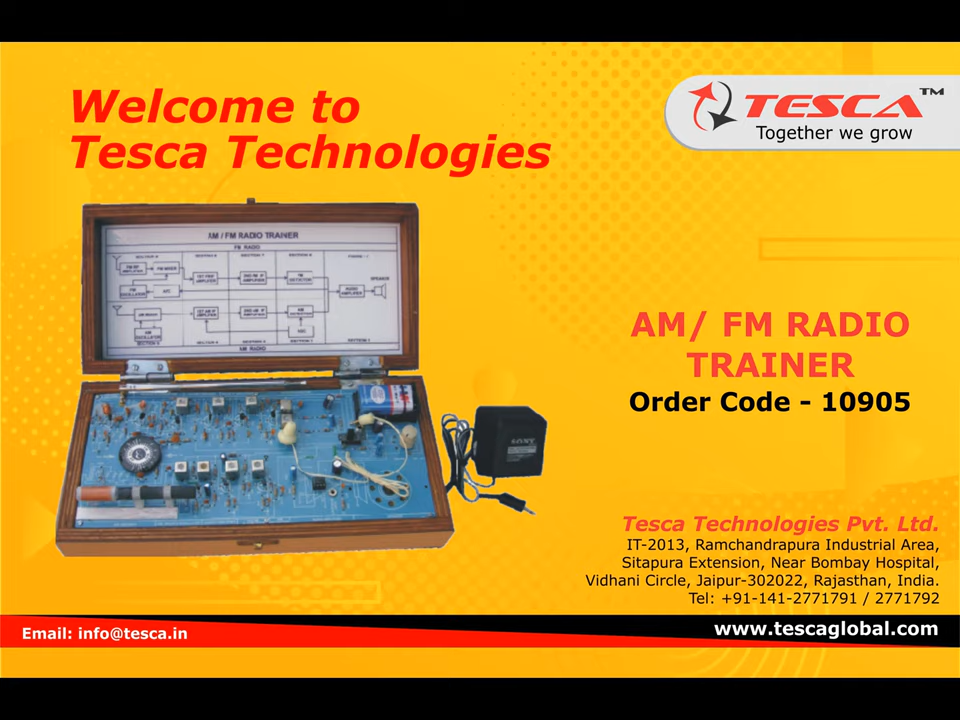 Welcome to
Tesca Technologies
TESCA™
Together we grow
AM / FM RADIO TRAINER
FM RADIO
SPEAKER
AM RADIO
AM/ FM RADIO
TRAINER
Order Code - 10905
Tesca Technologies Pvt. Ltd.
IT-2013, Ramchandrapura Industrial Area,
Sitapura Extension, Near Bombay Hospital,
Vidhani Circle, Jaipur-302022, Rajasthan, India.
Tel: +91-141-2771791 / 2771792
Email: info@tesca.in
www.tescaglobal.com